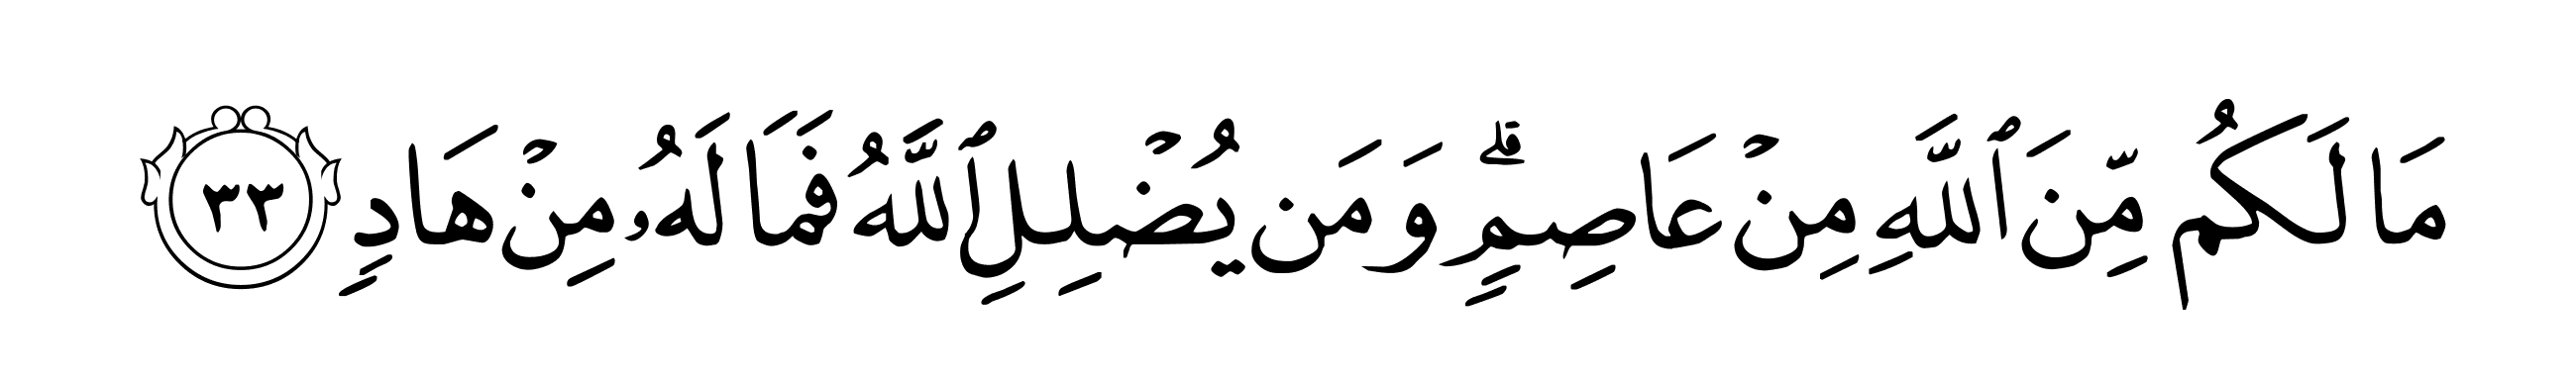 مَا لَكُم مِّنَ ٱللَّهِ مِنْ عَاصِمٍۗ وَمَن يُضْلِلِ ٱللَّهُ فَمَا لَهُۥ مِنْ هَادٍ ٣٣